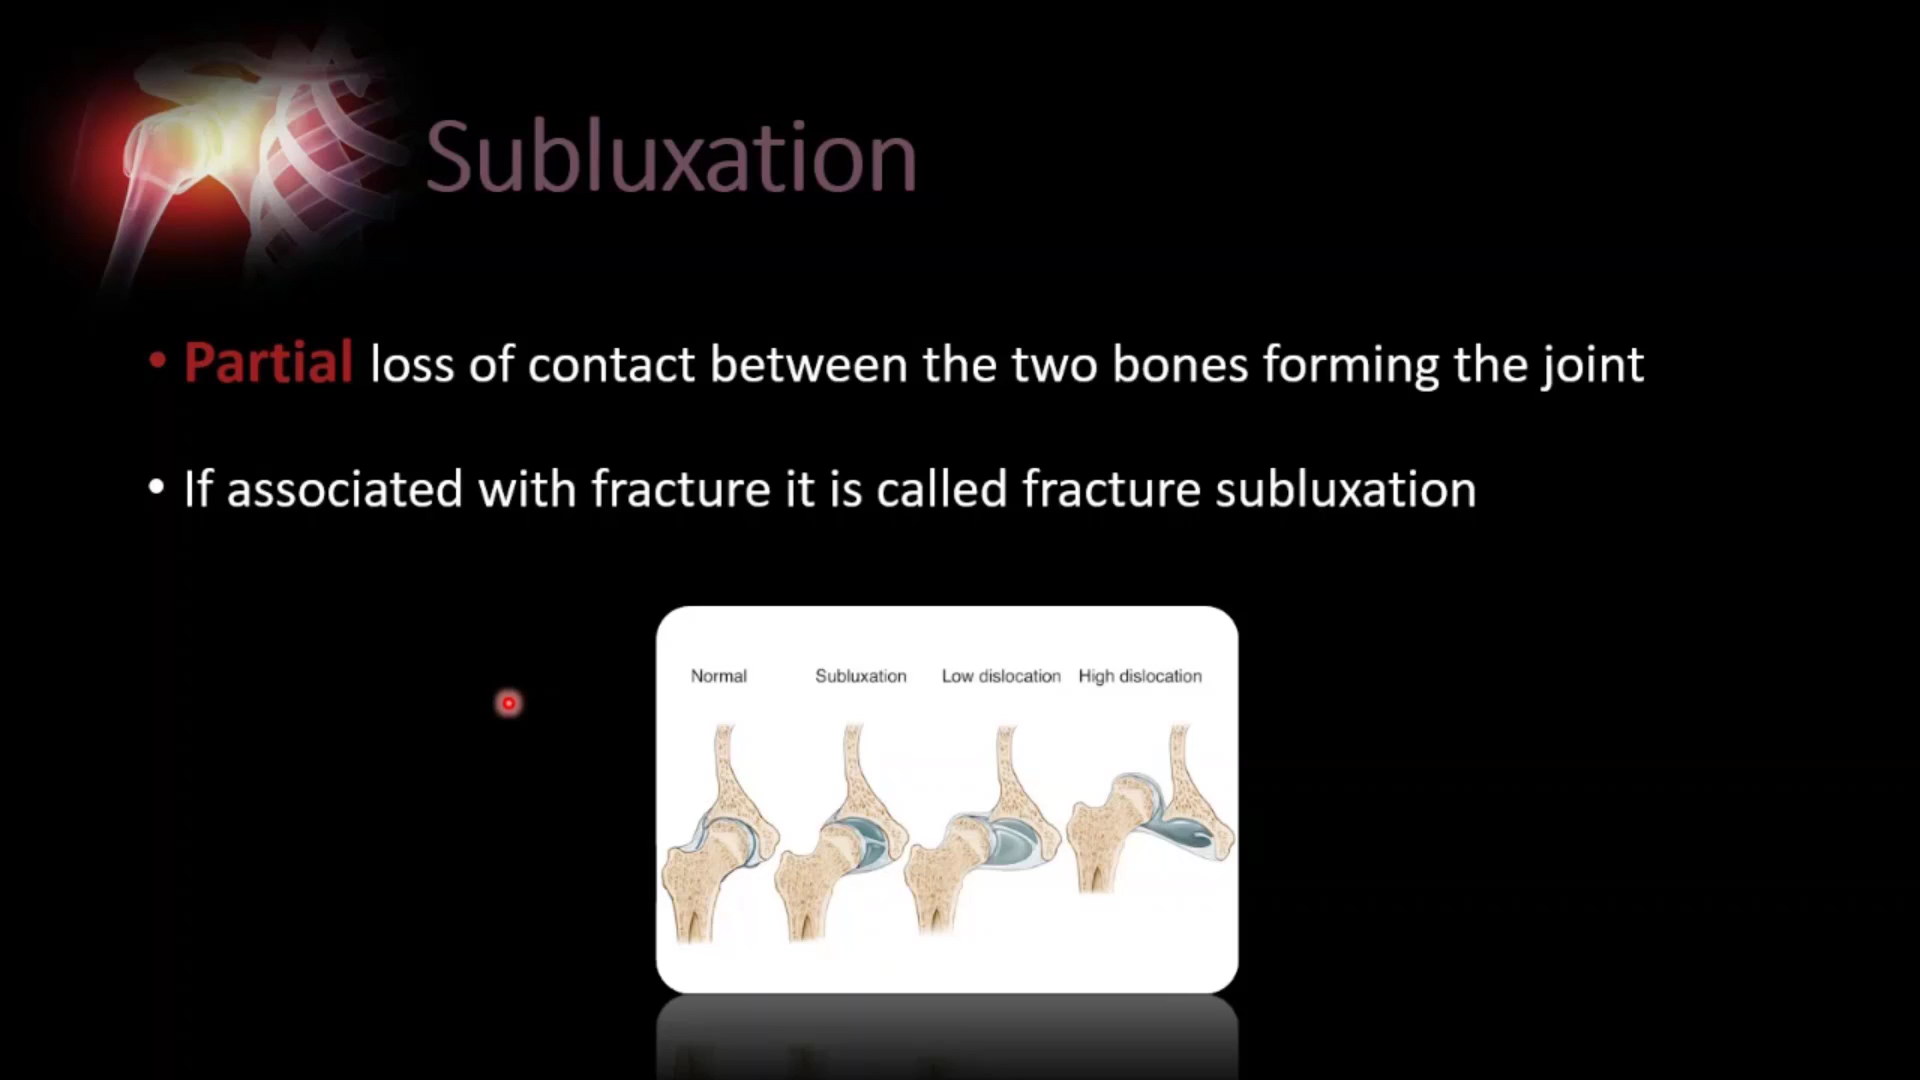 Subluxation
• Partial loss of contact between the two bones forming the joint
• If associated with fracture it is called fracture subluxation
Normal Subluxation Low dislocation High dislocation